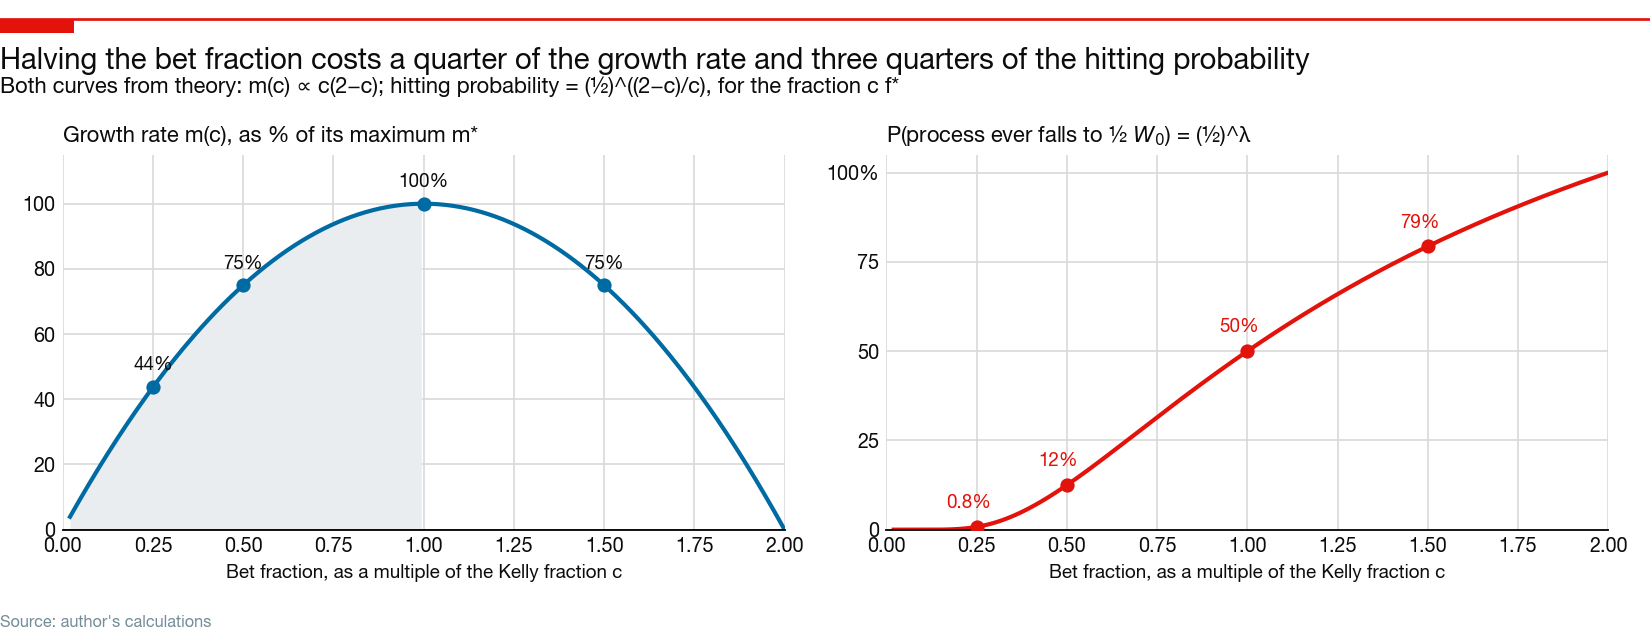 Halving the bet fraction costs a quarter of the growth rate and three quarters of the hitting probability
Both curves from theory: m(c) ∝ c(2−c); hitting probability = (½)^((2−c)/c), for the fraction c f*
Growth rate m(c), as % of its maximum m*
100
80
60
40
20
0
44%
75%
100%
75%
0.00 0.25 0.50 0.75 1.00 1.25 1.50 1.75 2.00
Bet fraction, as a multiple of the Kelly fraction c
P(process ever falls to ½ W₀) = (½)^λ
100%
75
50
25
0
0.8%
12%
50%
79%
0.00 0.25 0.50 0.75 1.00 1.25 1.50 1.75 2.00
Bet fraction, as a multiple of the Kelly fraction c
Source: author's calculations